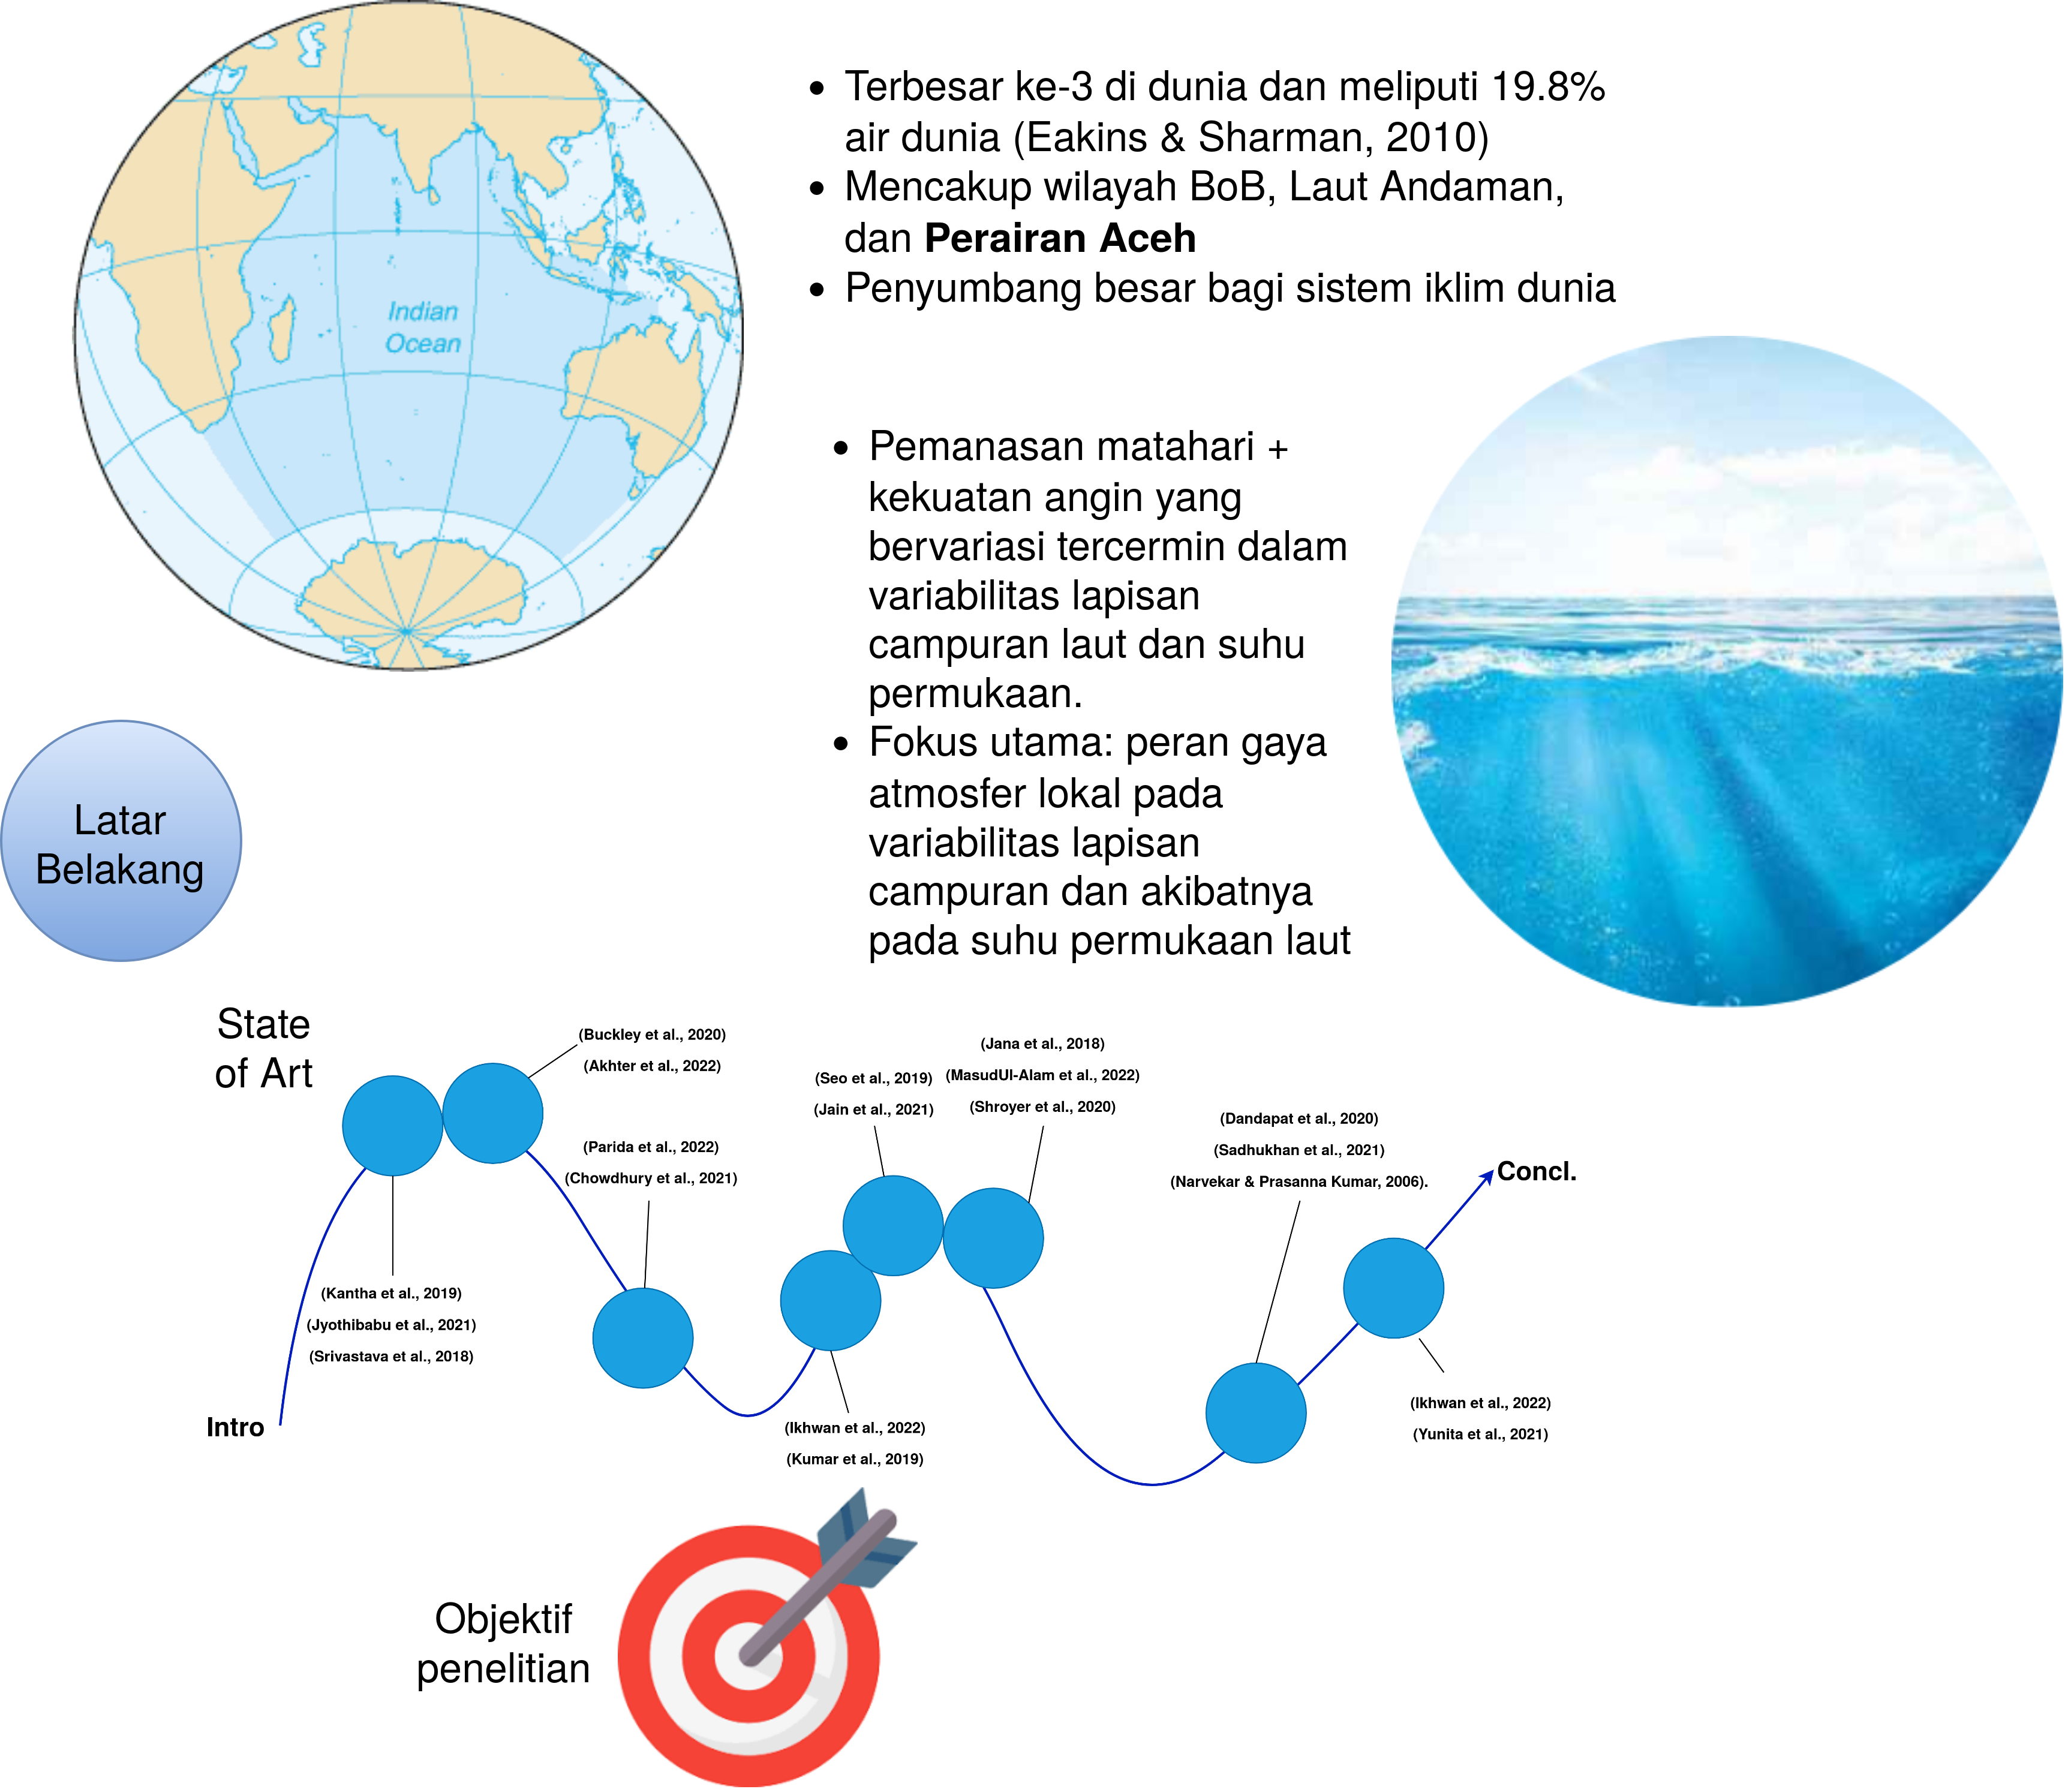 Indian
Ocean
Terbesar ke-3 di dunia dan meliputi 19.8%
air dunia (Eakins & Sharman, 2010)
Mencakup wilayah BoB, Laut Andaman,
dan Perairan Aceh
Penyumbang besar bagi sistem iklim dunia
Pemanasan matahari +
kekuatan angin yang
bervariasi tercermin dalam
variabilitas lapisan
campuran laut dan suhu
permukaan.
Fokus utama: peran gaya
atmosfer lokal pada
variabilitas lapisan
campuran dan akibatnya
pada suhu permukaan laut
Latar
Belakang
State
of Art
Intro
(Kantha et al., 2019)
(Jyothibabu et al., 2021)
(Srivastava et al., 2018)
(Buckley et al., 2020)
(Akhter et al., 2022)
(Parida et al., 2022)
(Chowdhury et al., 2021)
(Ikhwan et al., 2022)
(Kumar et al., 2019)
(Seo et al., 2019)
(Jain et al., 2021)
(Jana et al., 2018)
(MasudUl-Alam et al., 2022)
(Shroyer et al., 2020)
(Dandapat et al., 2020)
(Sadhukhan et al., 2021)
(Narvekar & Prasanna Kumar, 2006).
(Ikhwan et al., 2022)
(Yunita et al., 2021)
Concl.
Objektif
penelitian